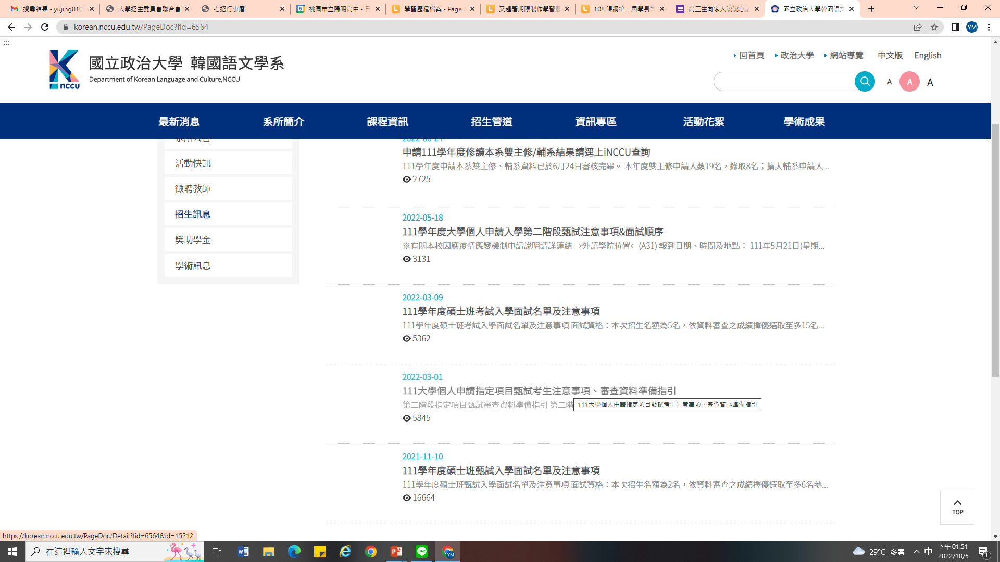 搜尋結果 - yujing010
大學招生委員會聯合會
考招行事曆
桃園市立陽明高中 - 日
學習歷程檔案 - Page
又趕著期限製作學習歷
108 課綱第一屆學長姊
高三生向家人說說心底
國立政治大學韓國語文
korean.nccu.edu.tw/PageDoc?fid=6564
YM
:::
nccu
國立政治大學 韓國語文學系
Department of Korean Language and Culture,NCCU
回首頁
政治大學
網站導覽
中文版
English
A
A
A
最新消息
系所簡介
課程資訊
招生管道
資訊專區
活動花絮
學術成果
系所公告
活動快訊
徵聘教師
招生訊息
獎助學金
學術訊息
2022-06-24
申請111學年度修讀本系雙主修/輔系結果請逕上iNCCU查詢
111學年度申請本系雙主修、輔系資料已於6月24日審核完畢。 本年度雙主修申請人數19名，錄取8名；擴大輔系申請人...
2725
2022-05-18
111學年度大學個人申請入學第二階段甄試注意事項&面試順序
※有關本校因應疫情應變機制申請說明請詳連結 →外語學院位置←(A31) 報到日期、時間及地點： 111年5月21日(星期...
3131
2022-03-09
111學年度碩士班考試入學面試名單及注意事項
111學年度碩士班考試入學面試名單及注意事項 面試資格：本次招生名額為5名，依資料審查之成績擇優選取至多15名...
5362
2022-03-01
111大學個人申請指定項目甄試考生注意事項、審查資料準備指引
第二階段指定項目甄試審查資料準備指引 第二階
111大學個人申請指定項目甄試考生注意事項、審查資料準備指引
5845
2021-11-10
111學年度碩士班甄試入學面試名單及注意事項
111學年度碩士班甄試入學面試名單及注意事項 面試資格：本次招生名額為2名，依資料審查之成績擇優選取至多6名參...
16664
TOP
https://korean.nccu.edu.tw/PageDoc/Detail?fid=6564&id=15212
在這裡輸入文字來搜尋
29°C 多雲
中
下午 01:51
2022/10/5
1